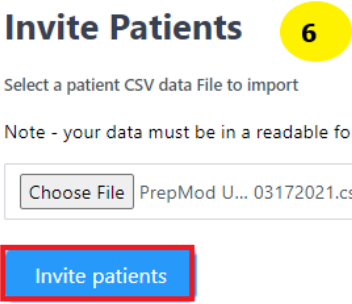 Invite Patients 6
Select a patient CSV data File to import
Note - your data must be in a readable fo
Choose File PrepMod U... 03172021.cs
Invite patients